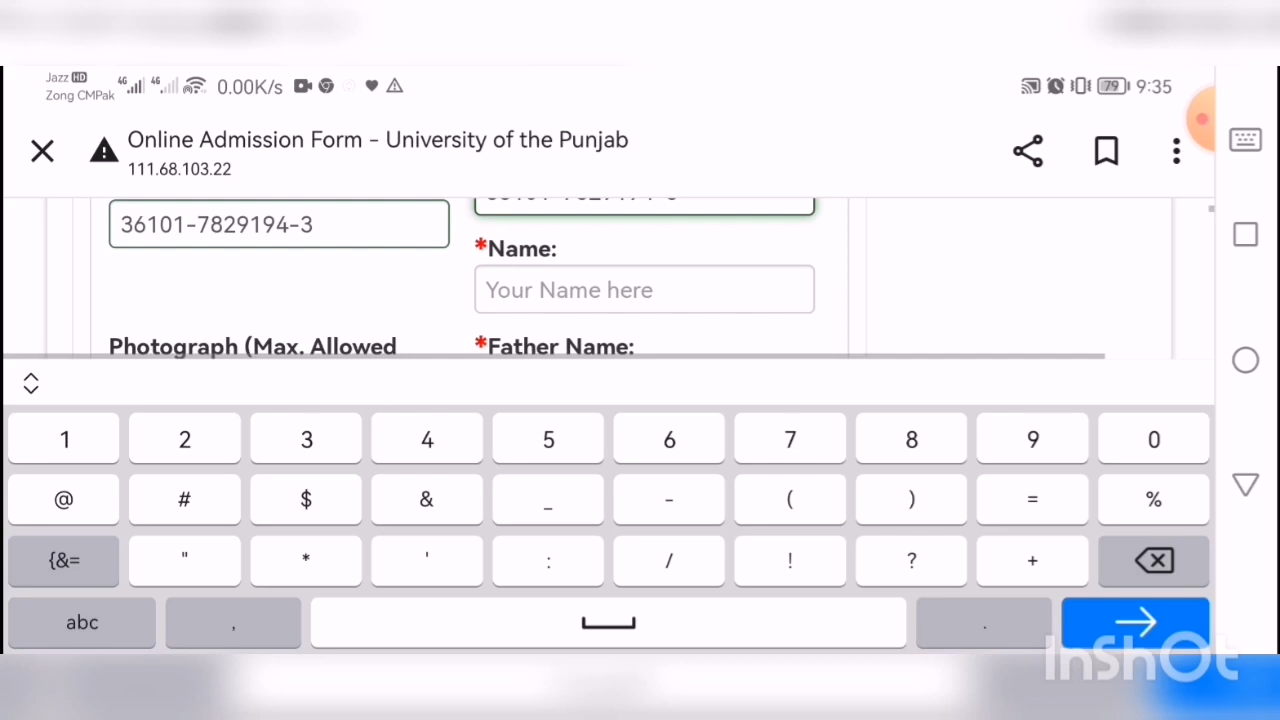 Jazz HD
Zong CMPak
4G 4G 0.00K/s 79 9:35
Online Admission Form - University of the Punjab
111.68.103.22
36101-7829194-3
*Name:
Your Name here
Photograph (Max. Allowed
*Father Name:
1 2 3 4 5 6 7 8 9 0
@ # $ & _ - ( ) = %
{&= " * ' : / ! ? +
abc , .
InShOt